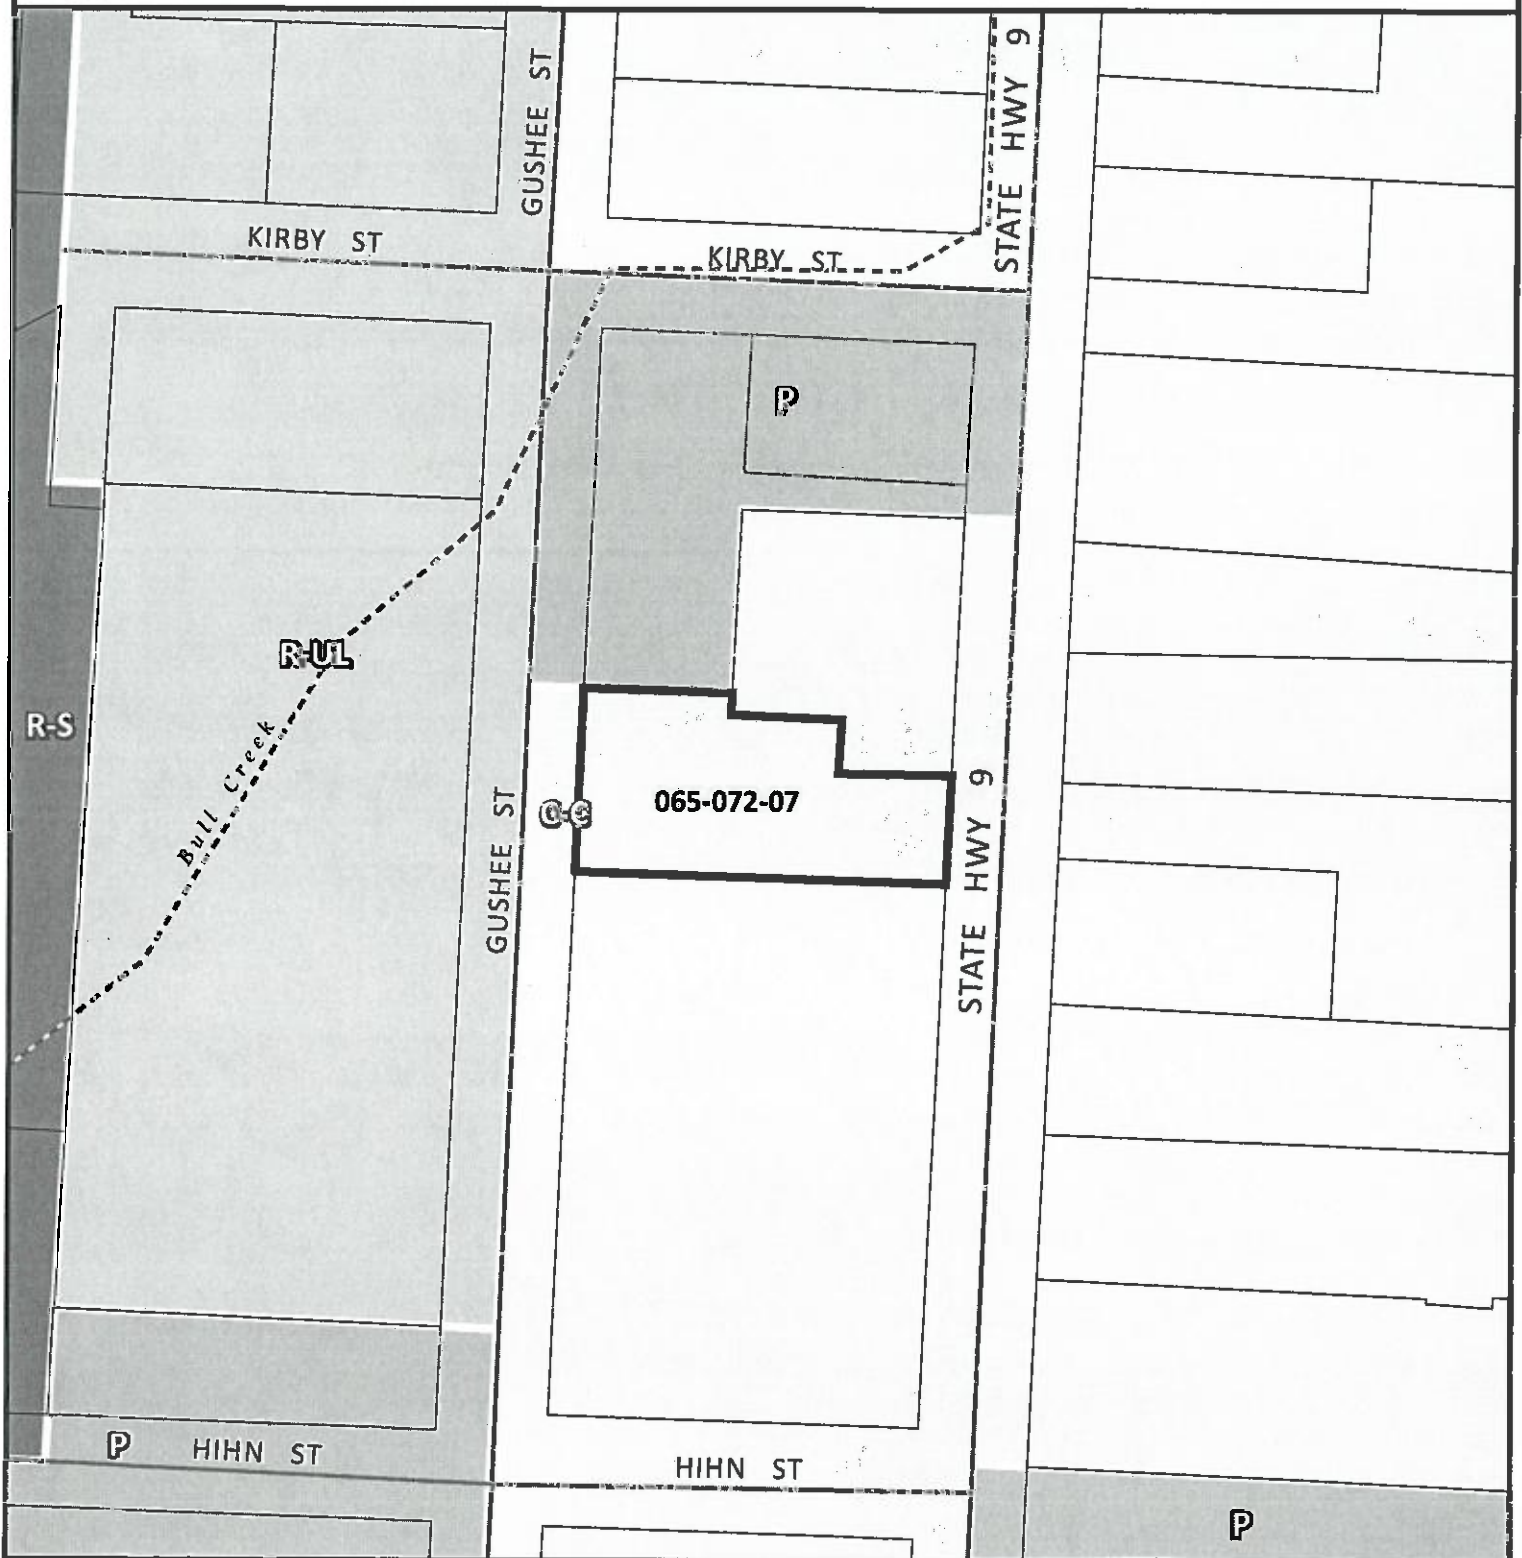 GUSHEE ST
STATE HWY 9
KIRBY ST
KIRBY ST
P
R-UL
R-S
Bull Creek
GUSHEE ST
C-C
065-072-07
STATE HWY 9
P
HIHN ST
HIHN ST
P